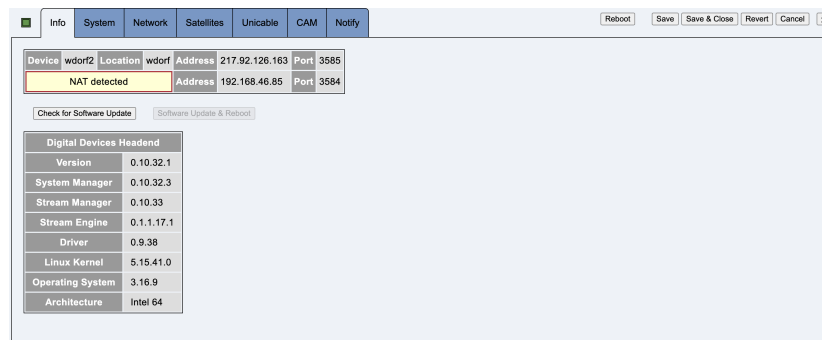 Info System Network Satellites Unicable CAM Notify Reboot Save Save & Close Revert Cancel
Device wdorf2 Location wdorf Address 217.92.126.163 Port 3585
NAT detected Address 192.168.46.85 Port 3584
Check for Software Update Software Update & Reboot
Digital Devices Headend
Version 0.10.32.1
System Manager 0.10.32.3
Stream Manager 0.10.33
Stream Engine 0.1.1.17.1
Driver 0.9.38
Linux Kernel 5.15.41.0
Operating System 3.16.9
Architecture Intel 64